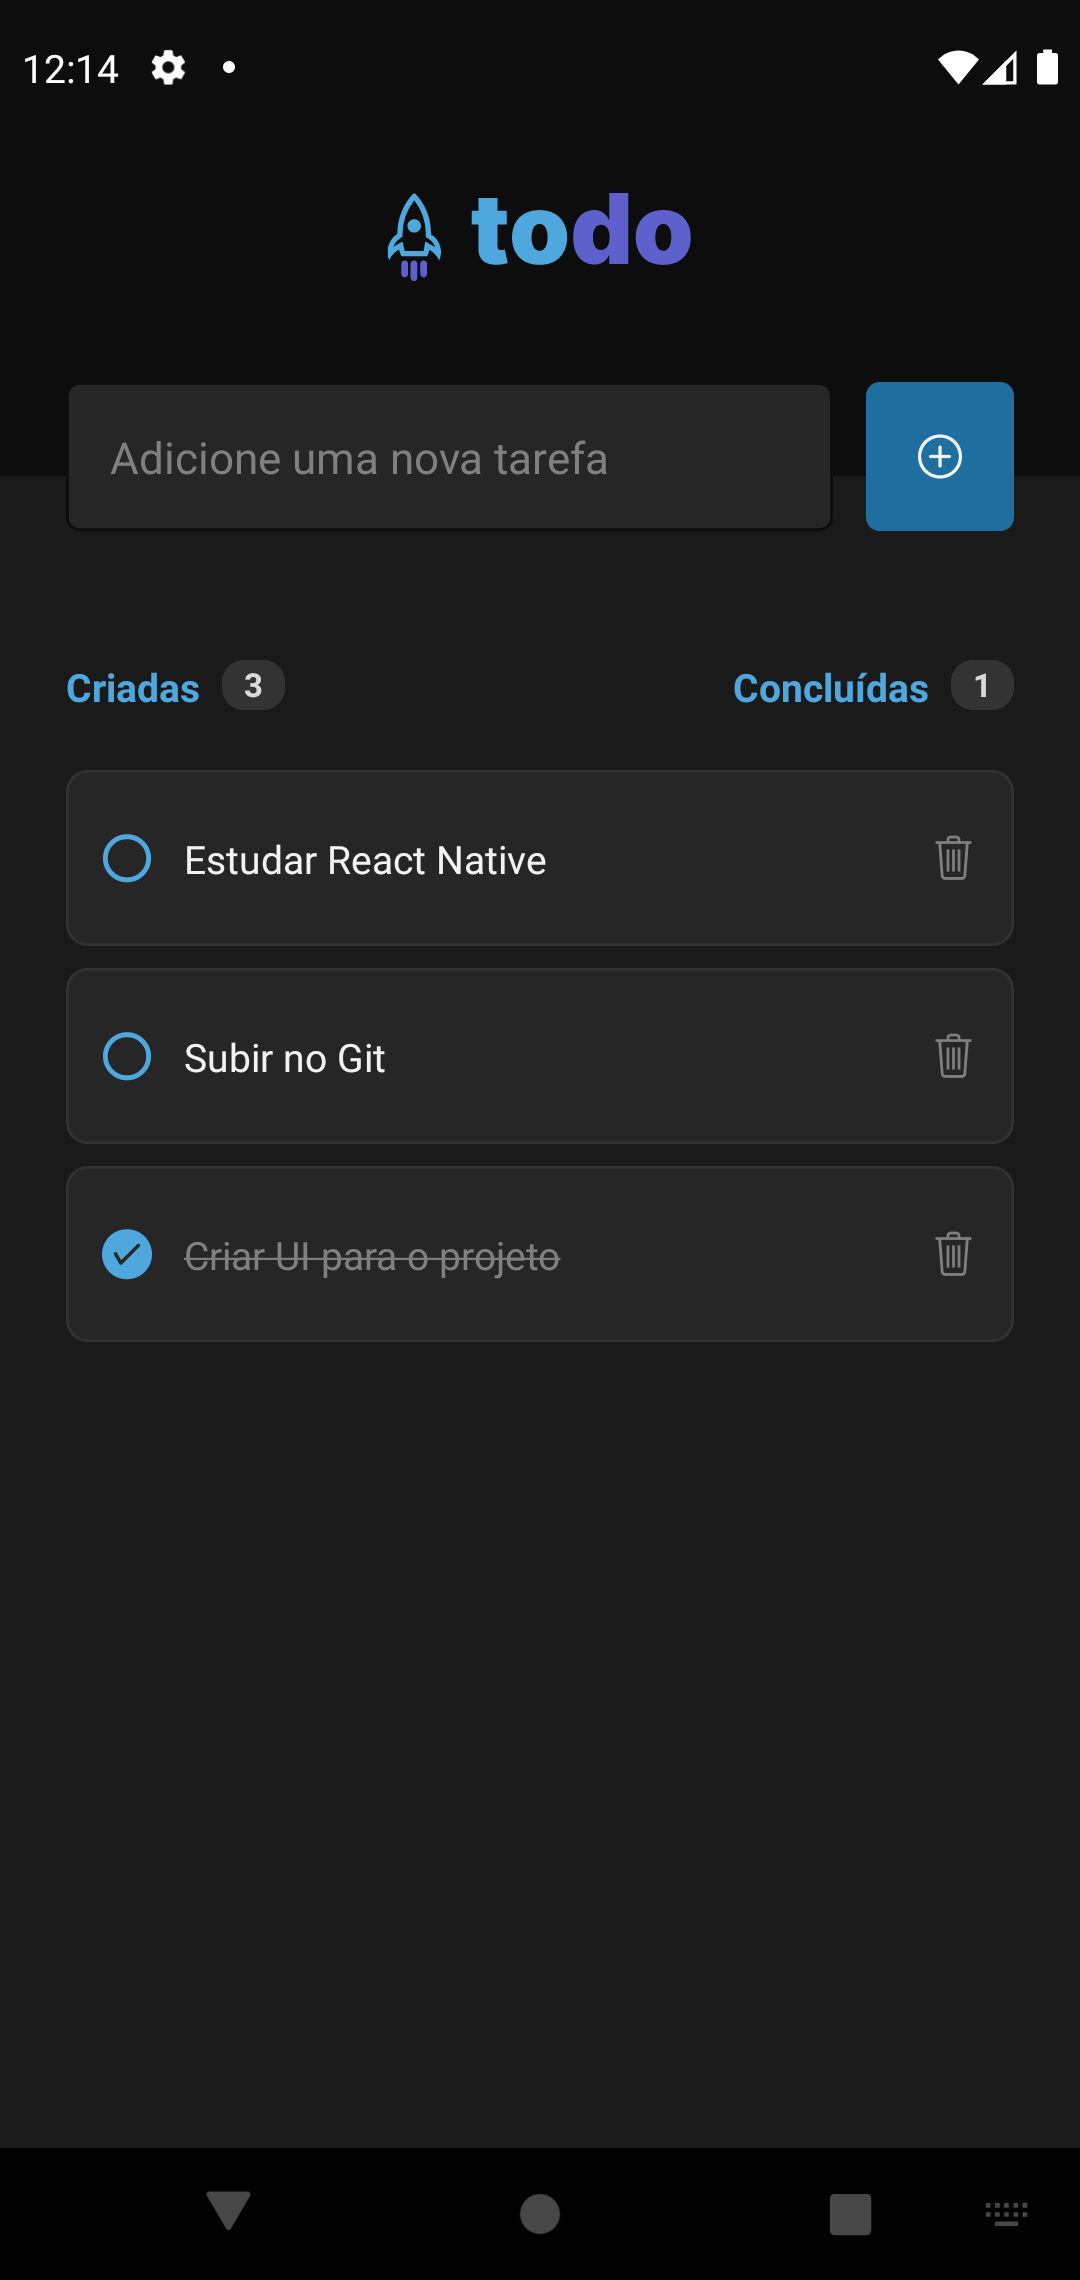 12:14
todo
Adicione uma nova tarefa
Criadas 3 Concluídas 1
Estudar React Native
Subir no Git
Criar UI para o projeto